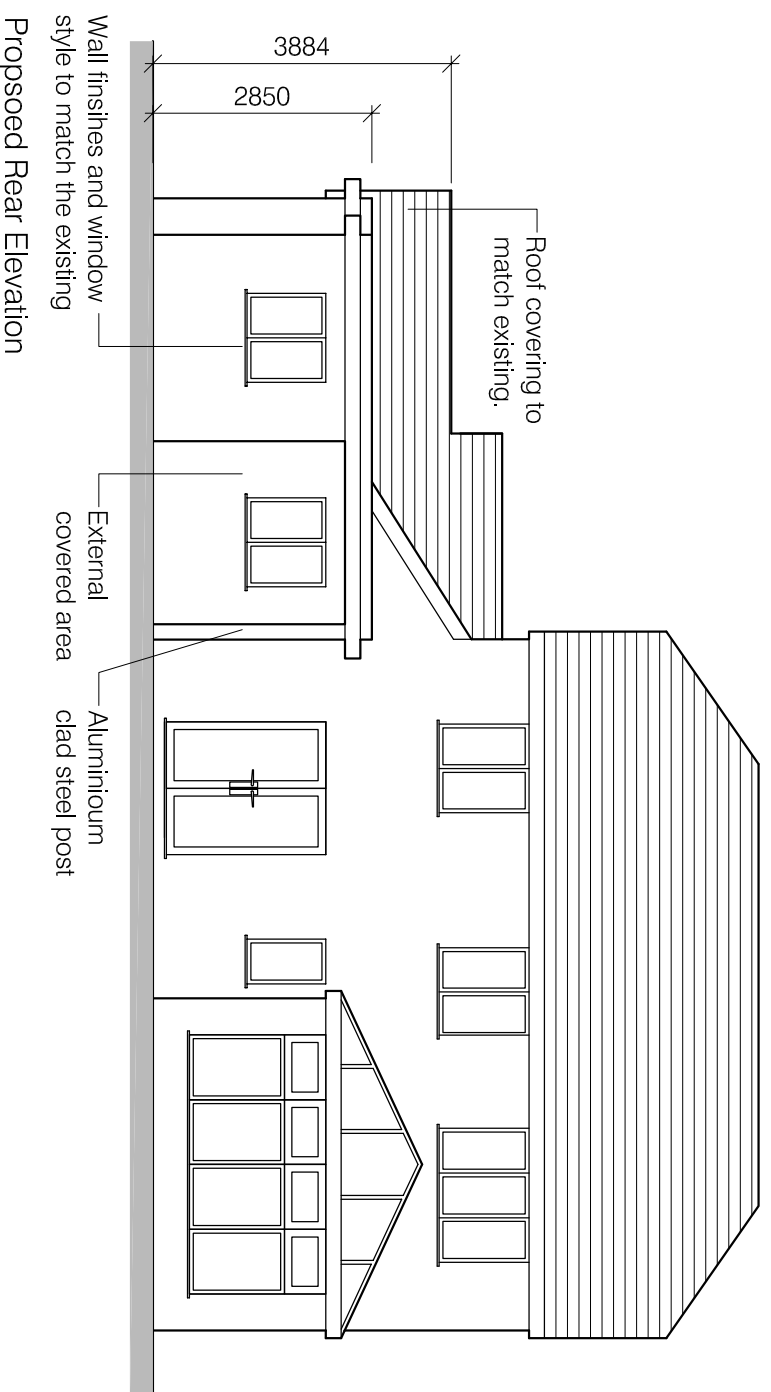 3884
2850
Roof covering to
match existing.
Wall finsihes and window
style to match the existing
External
covered area
Aluminioum
clad steel post
Propsoed Rear Elevation